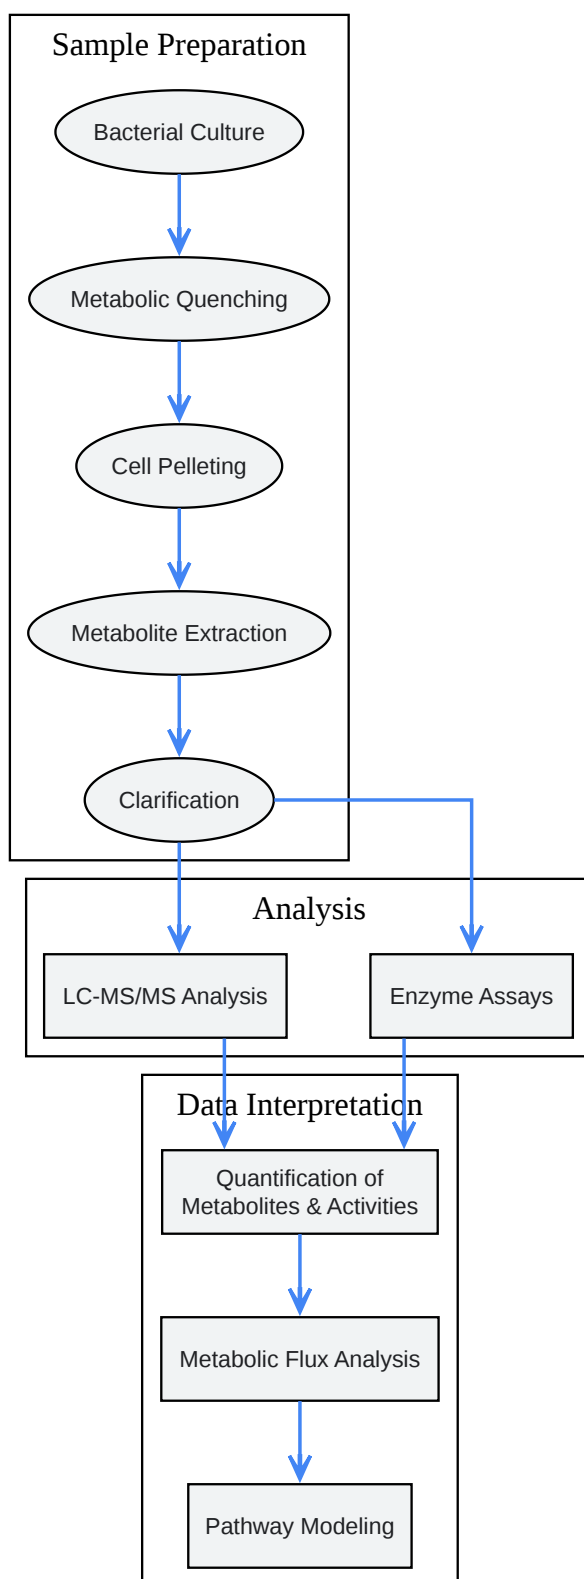 Sample Preparation
Bacterial Culture
Metabolic Quenching
Cell Pelleting
Metabolite Extraction
Clarification
Analysis
LC-MS/MS Analysis
Enzyme Assays
Data Interpretation
Quantification of
Metabolites & Activities
Metabolic Flux Analysis
Pathway Modeling